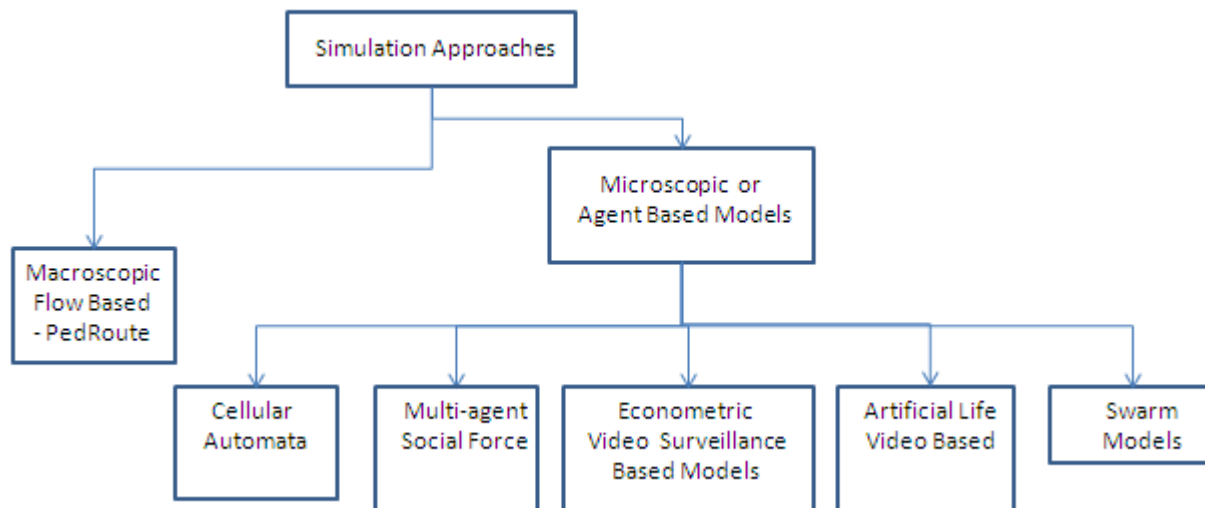 Simulation Approaches
Microscopic or
Agent Based Models
Macroscopic
Flow Based
- PedRoute
Cellular
Automata
Multi-agent
Social Force
Econometric
Video Surveillance
Based Models
Artificial Life
Video Based
Swarm
Models